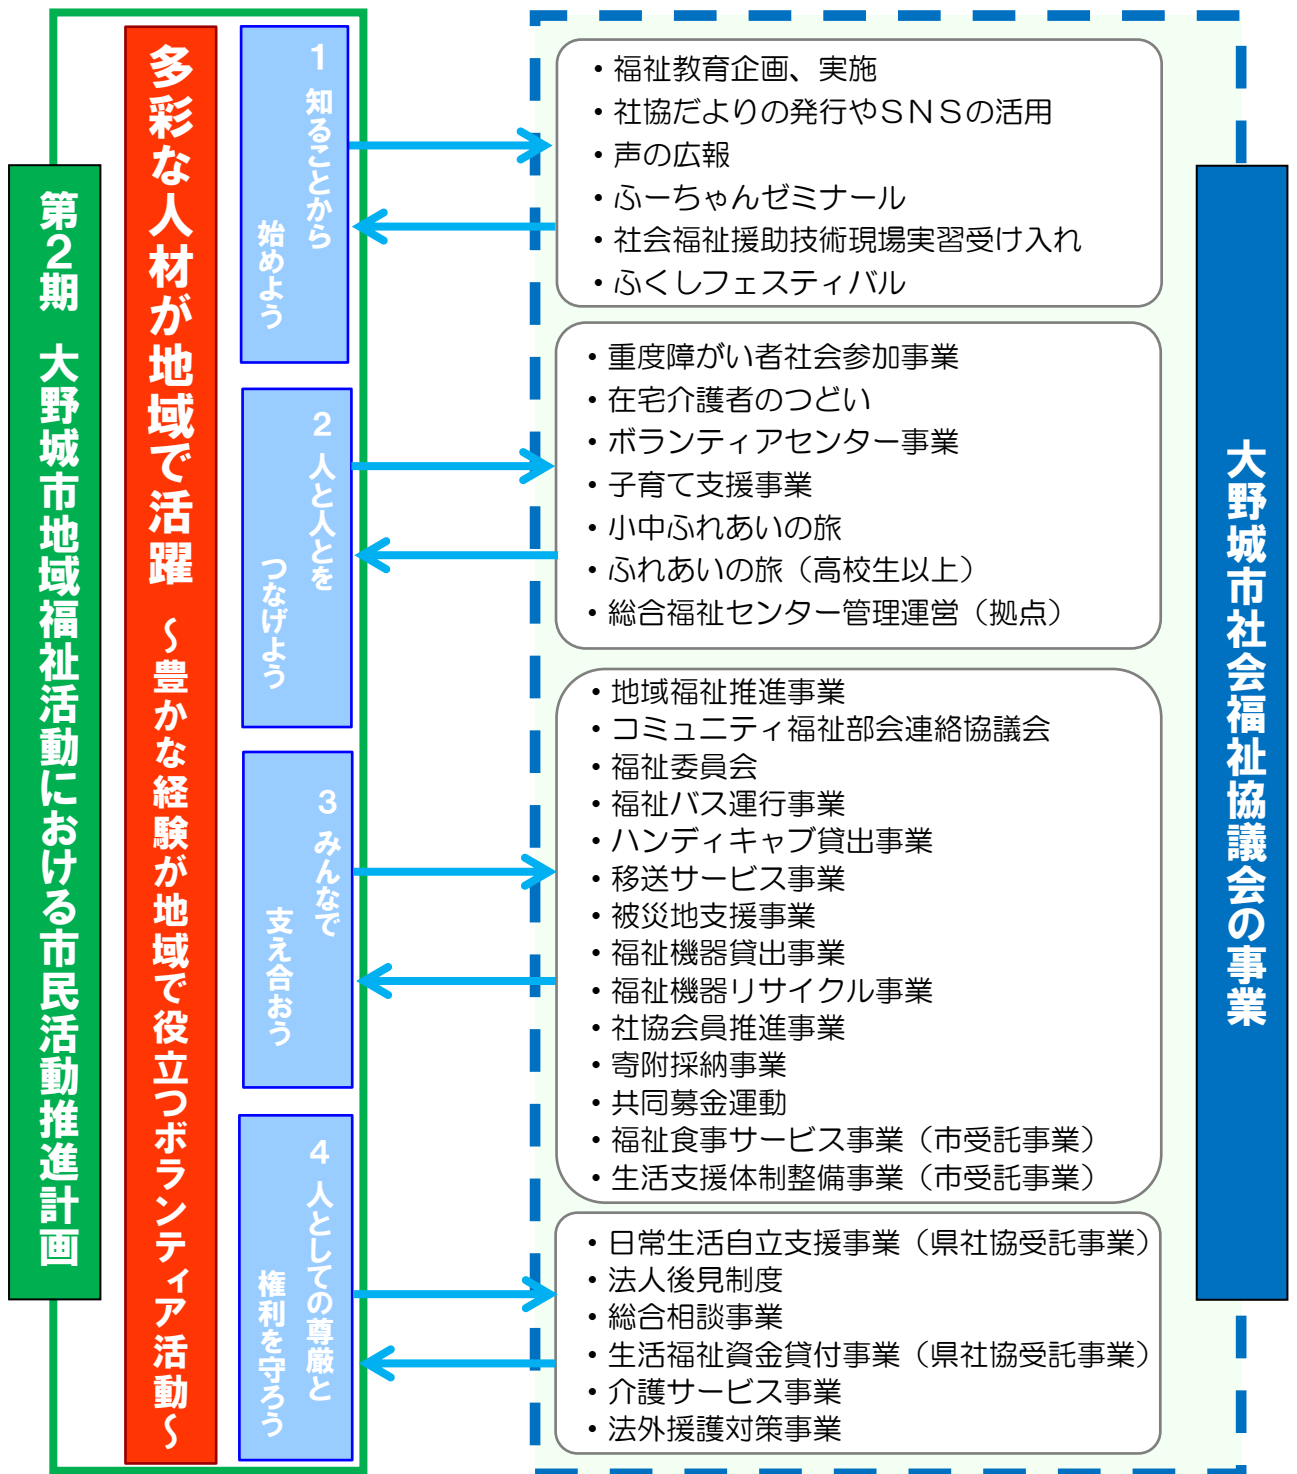 第2期　大野城市地域福祉活動における市民活動推進計画
多彩な人材が地域で活躍　～豊かな経験が地域で役立つボランティア活動～
1 知ることから
始めよう
・福祉教育企画、実施
・社協だよりの発行やSNSの活用
・声の広報
・ふーちゃんゼミナール
・社会福祉援助技術現場実習受け入れ
・ふくしフェスティバル
2 人と人とを
つなげよう
・重度障がい者社会参加事業
・在宅介護者のつどい
・ボランティアセンター事業
・子育て支援事業
・小中ふれあいの旅
・ふれあいの旅（高校生以上）
・総合福祉センター管理運営（拠点）
3 みんなで
支え合おう
・地域福祉推進事業
・コミュニティ福祉部会連絡協議会
・福祉委員会
・福祉バス運行事業
・ハンディキャブ貸出事業
・移送サービス事業
・被災地支援事業
・福祉機器貸出事業
・福祉機器リサイクル事業
・社協会員推進事業
・寄附採納事業
・共同募金運動
・福祉食事サービス事業（市受託事業）
・生活支援体制整備事業（市受託事業）
4 人としての尊厳と
権利を守ろう
・日常生活自立支援事業（県社協受託事業）
・法人後見制度
・総合相談事業
・生活福祉資金貸付事業（県社協受託事業）
・介護サービス事業
・法外援護対策事業
大野城市社会福祉協議会の事業